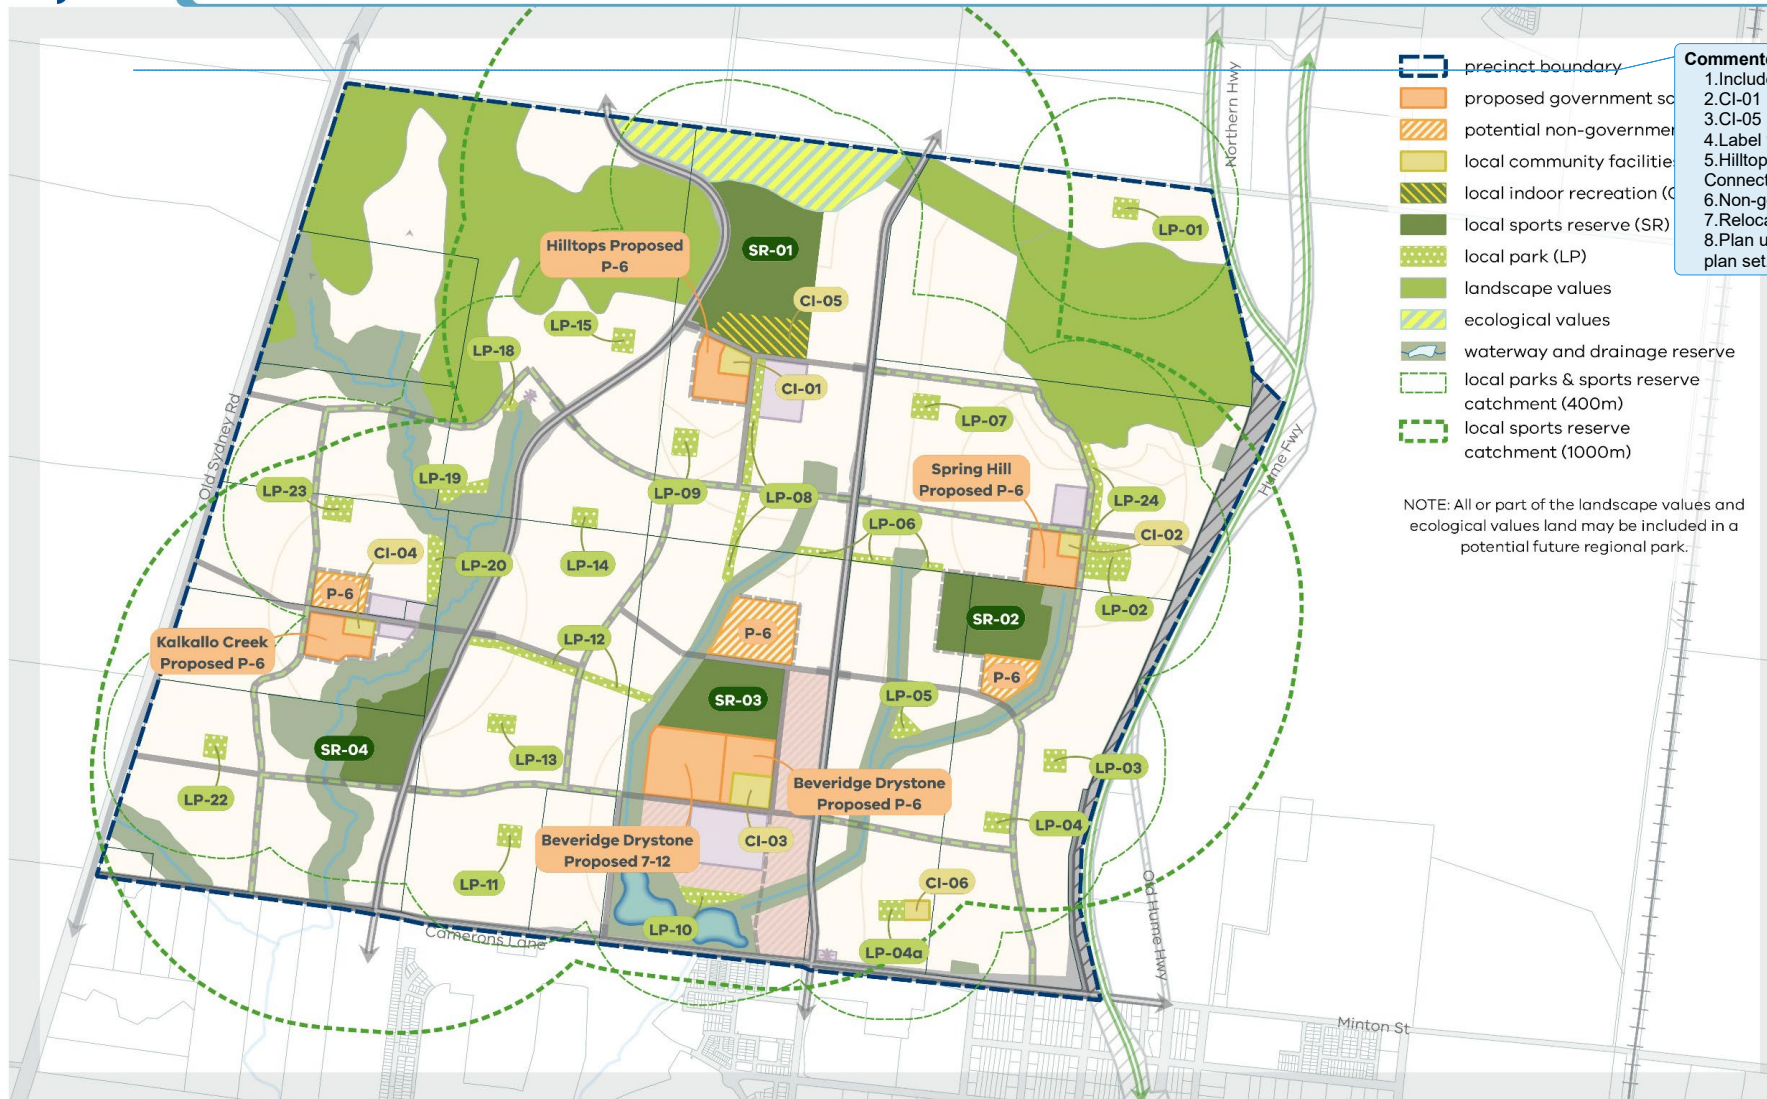 precinct boundary
proposed government sc
potential non-governme
local community facilitie
local indoor recreation (
local sports reserve (SR)
local park (LP)
landscape values
ecological values
waterway and drainage reserve
local parks & sports reserve
catchment (400m)
local sports reserve
catchment (1000m)
NOTE: All or part of the landscape values and
ecological values land may be included in a
potential future regional park.
Commente
1.Include
2.CI-01
3.CI-05
4.Label
5.Hilltop
Connect
6.Non-g
7.Reloca
8.Plan u
plan set
Northern Hwy
LP-01
SR-01
Hilltops Proposed
P-6
CI-05
LP-15
LP-18
CI-01
LP-07
Old Sydney Rd
Hume Fwy
Spring Hill
Proposed P-6
LP-19
LP-23
LP-09
LP-08
LP-24
LP-06
CI-02
CI-04
LP-20
LP-14
P-6
LP-02
SR-02
Kalkallo Creek
Proposed P-6
LP-12
P-6
P-6
SR-03
LP-05
SR-04
LP-13
LP-03
LP-22
Beveridge Drystone
Proposed P-6
LP-04
Beveridge Drystone
Proposed 7-12
CI-03
LP-11
CI-06
LP-10
LP-04a
Camerons Lane
Old Hume Hwy
Minton St